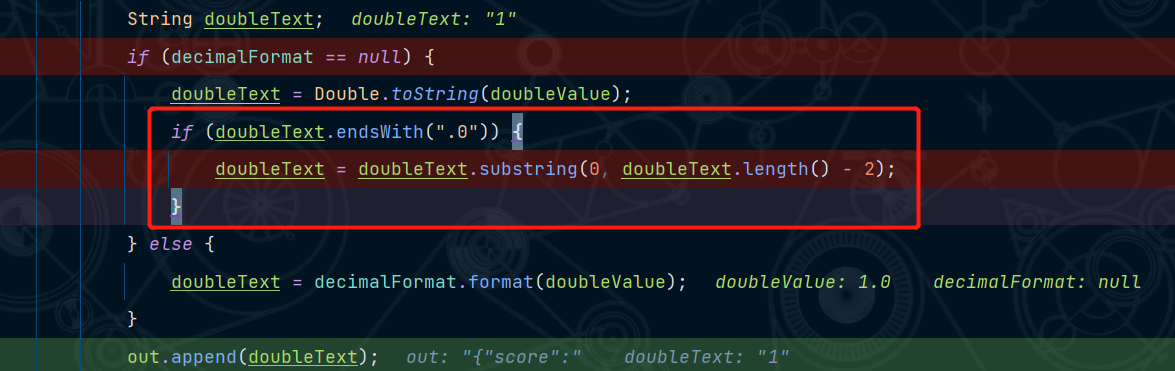 String doubleText;   doubleText: "1"
if (decimalFormat == null) {
doubleText = Double.toString(doubleValue);
if (doubleText.endsWith(".0")) {
doubleText = doubleText.substring(0, doubleText.length() - 2);
}
} else {
doubleText = decimalFormat.format(doubleValue);   doubleValue: 1.0    decimalFormat: null
}
out.append(doubleText);   out: "{"score":"    doubleText: "1"